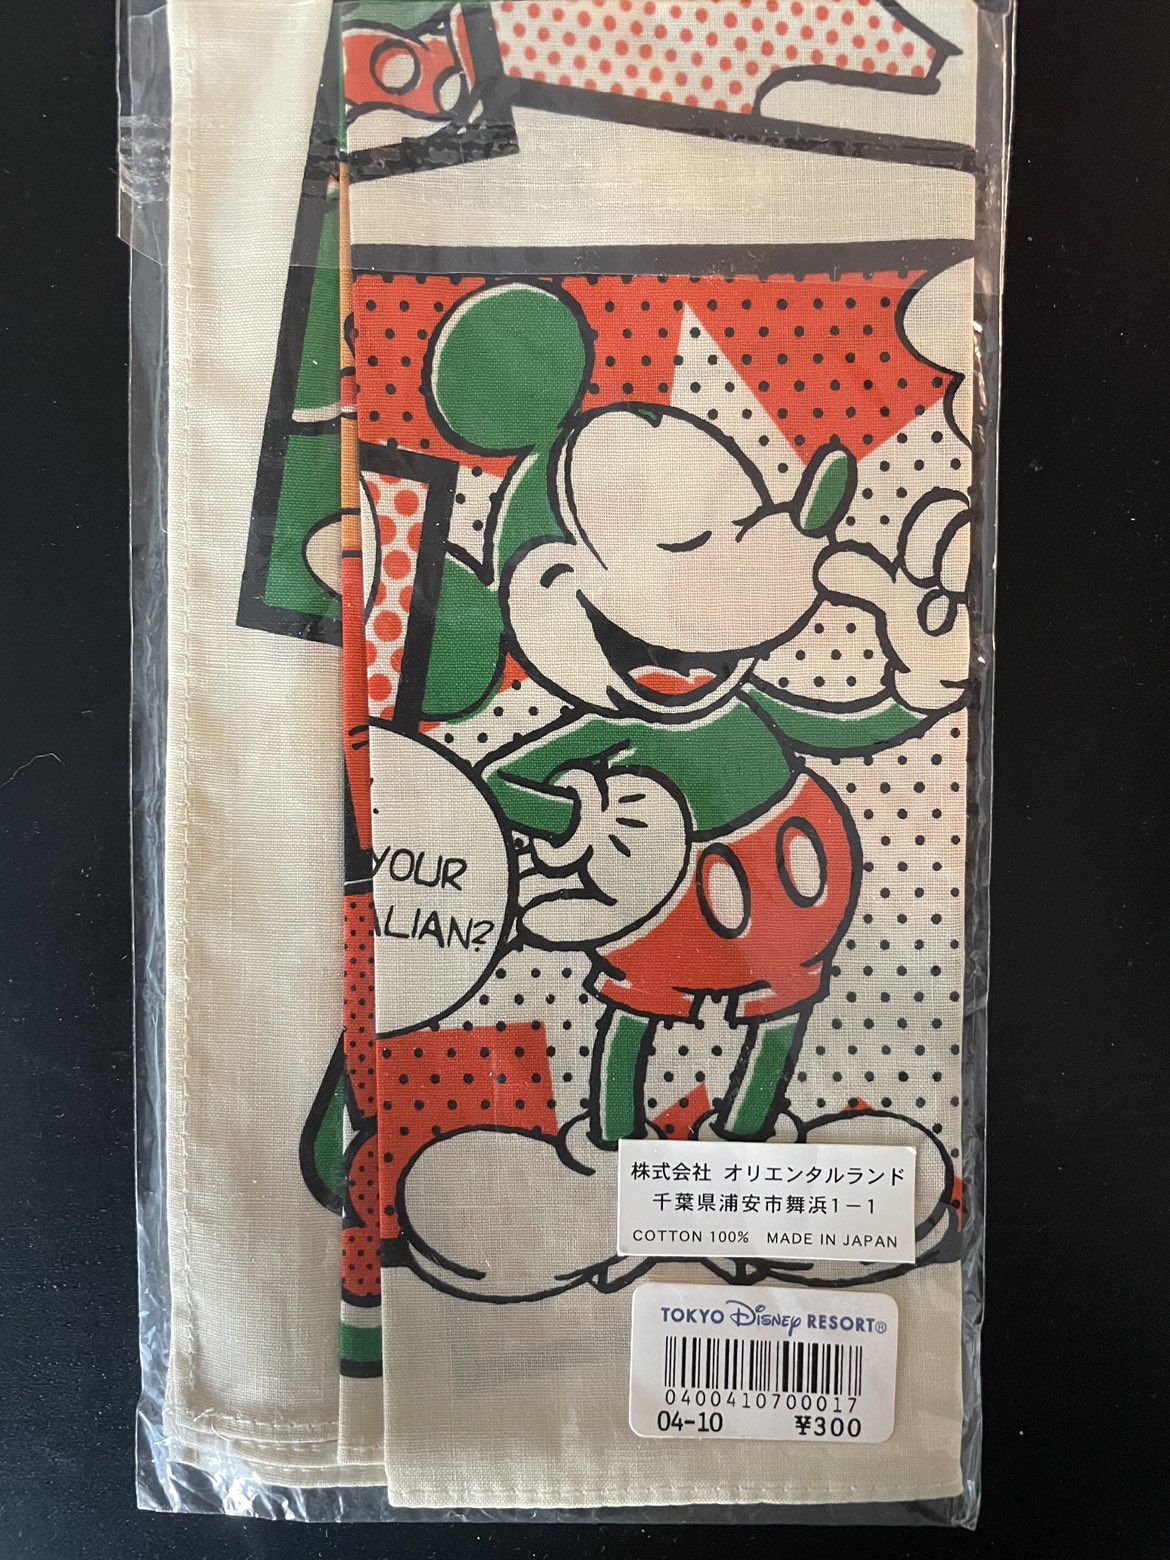 YOUR
ALIAN?
株式会社 オリエンタルランド
千葉県浦安市舞浜1-1
COTTON 100% MADE IN JAPAN
TOKYO Disney RESORT®
0400410700017
04-10 ¥300